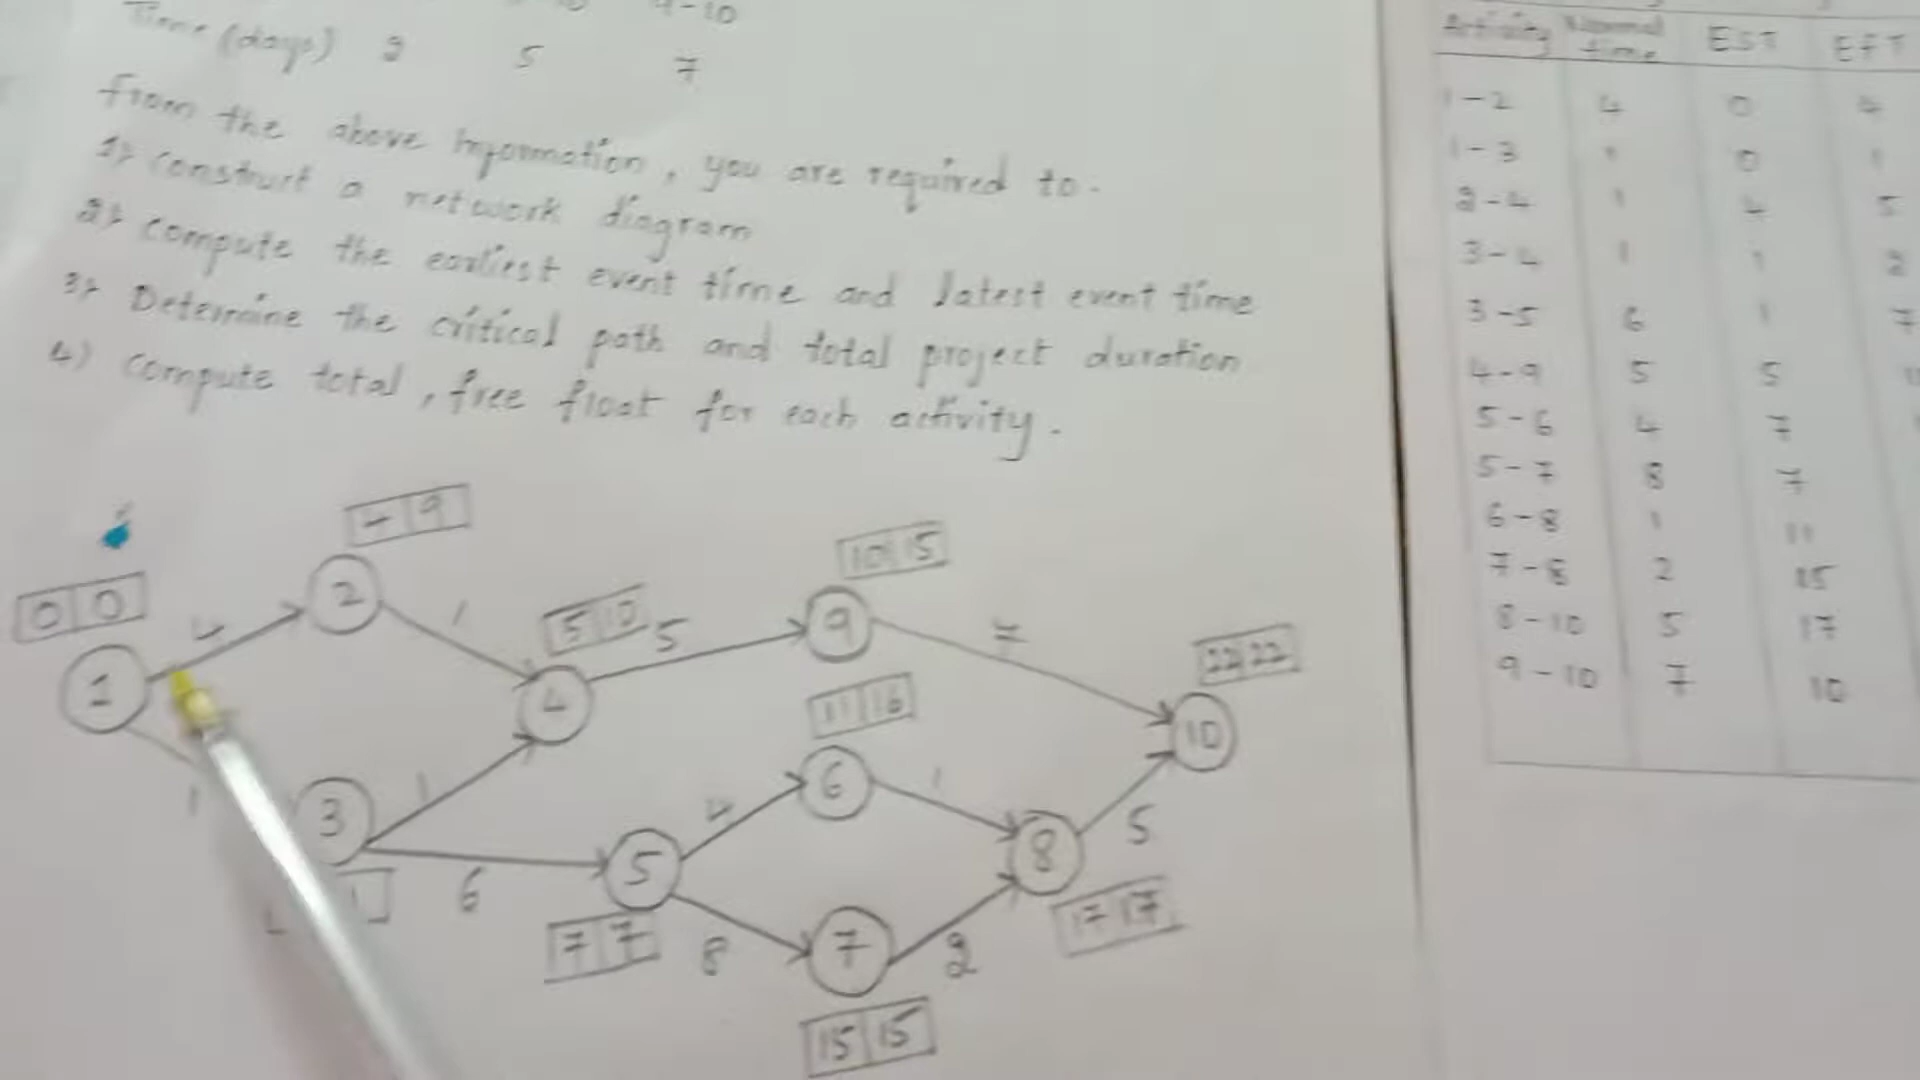 9-10
Time (days) 2 5 7
from the above Information, you are required to.
1) construct a network diagram
2) compute the earliest event time and latest event time
3) Determine the critical path and total project duration
4) compute total, free float for each activity.
4 9
10 15
0 0
4
2
1
5 10
5
9
7
22 22
1
4
11 16
10
1
3
1
4
6
1
5
8
5
6
7 7
8
7
2
17 17
15 15
Activity Normal time EST EFT
1-2 4 0 4
1-3 1 0 1
2-4 1 4 5
3-4 1 1 2
3-5 6 1 7
4-9 5 5
5-6 4 7
5-7 8 7
6-8 1 11
7-8 2 15
8-10 5 17
9-10 7 10